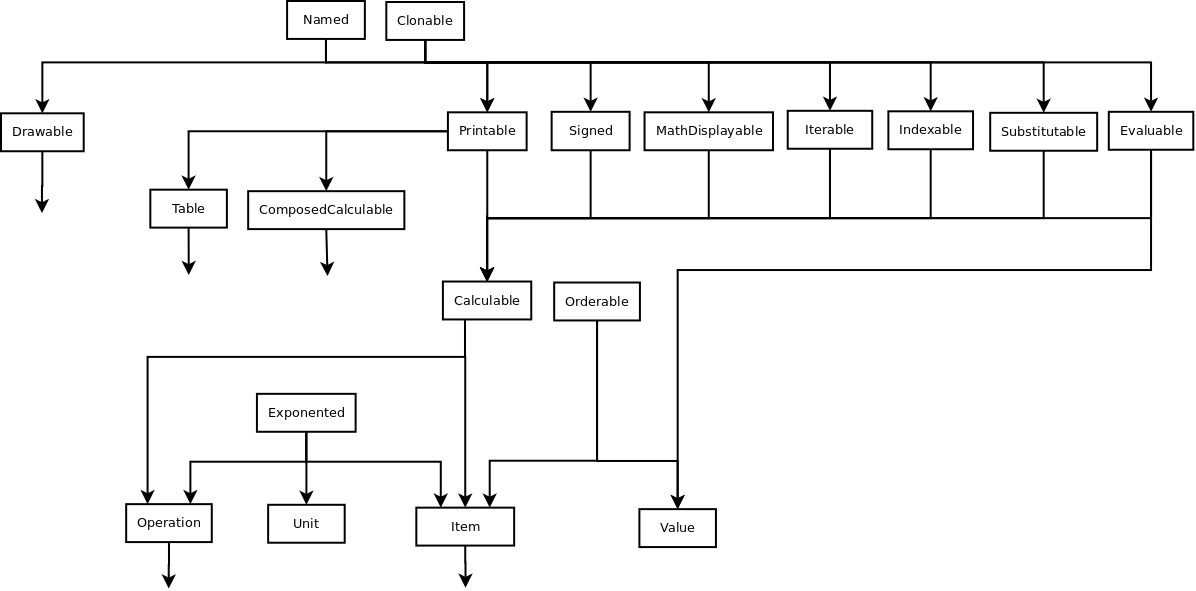 Named
Clonable
Drawable
Printable
Signed
MathDisplayable
Iterable
Indexable
Substitutable
Evaluable
Table
ComposedCalculable
Calculable
Orderable
Exponented
Operation
Unit
Item
Value